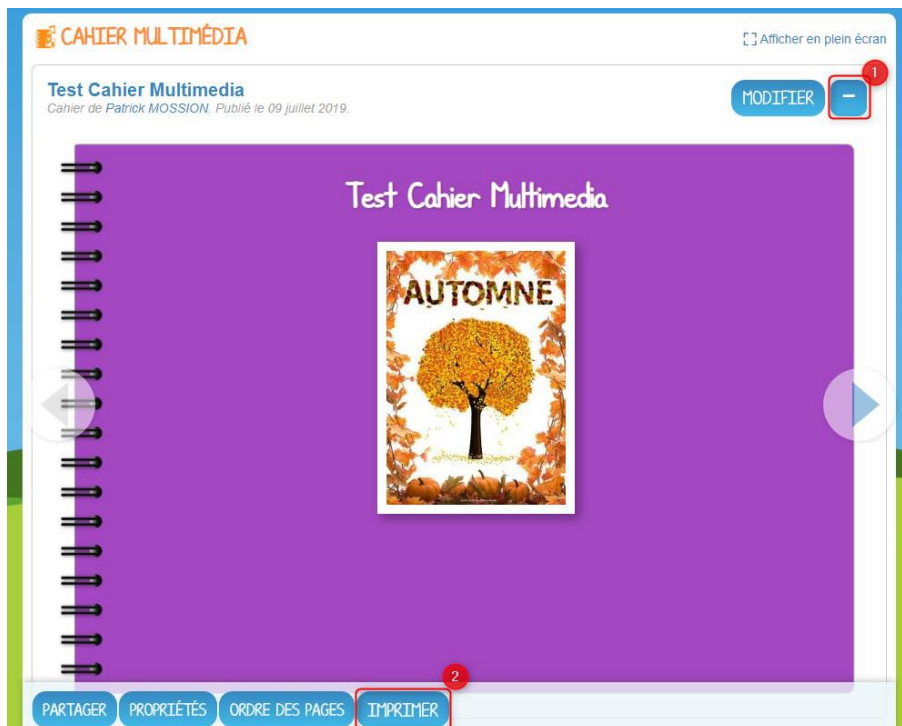 CAHIER MULTIMÉDIA
Afficher en plein écran
1
Test Cahier Multimedia
Cahier de Patrick MOSSION. Publié le 09 juillet 2019.
MODIFIER
−
Test Cahier Multimedia
AUTOMNE
2
PARTAGER
PROPRIÉTÉS
ORDRE DES PAGES
IMPRIMER